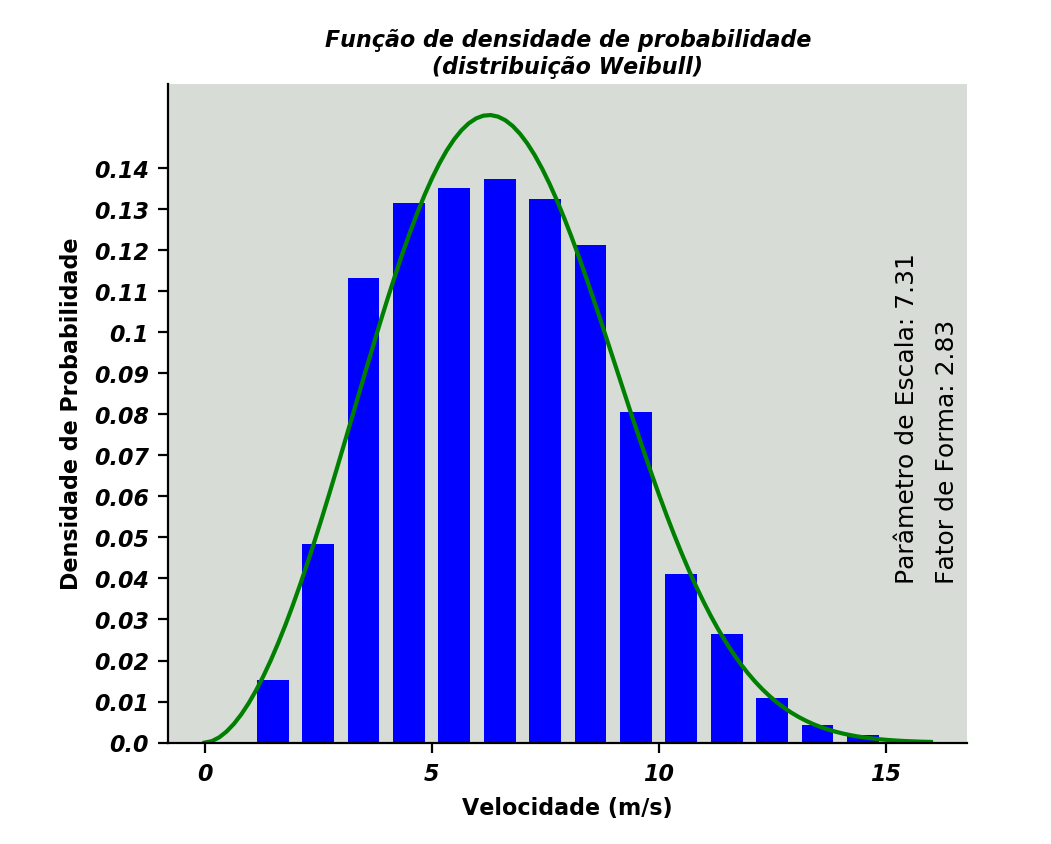 Função de densidade de probabilidade
(distribuição Weibull)
0.14
0.13
0.12
0.11
0.1
0.09
0.08
0.07
0.06
0.05
0.04
0.03
0.02
0.01
0.0
Densidade de Probabilidade
Parâmetro de Escala: 7.31
Fator de Forma: 2.83
0 5 10 15
Velocidade (m/s)